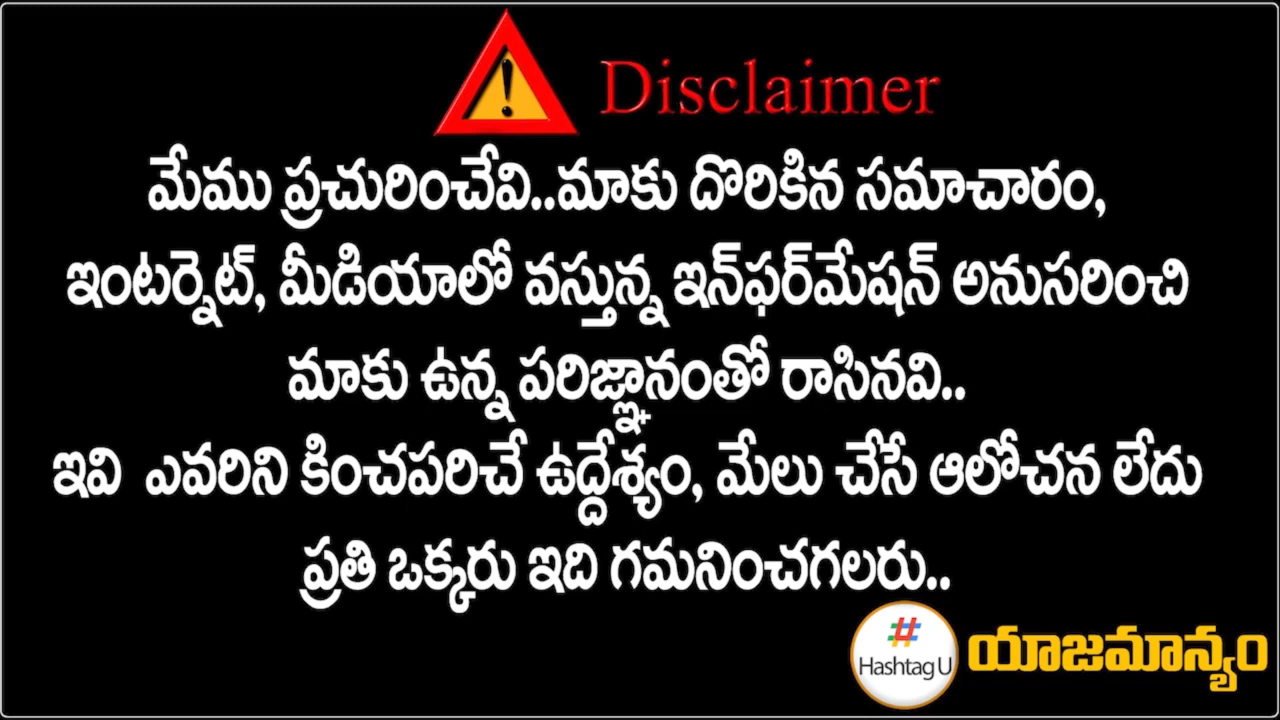 Disclaimer
మేము ప్రచురించేవి..మాకు దొరికిన సమాచారం,
ఇంటర్నెట్, మీడియాలో వస్తున్న ఇన్‌ఫర్‌మేషన్ అనుసరించి
మాకు ఉన్న పరిజ్ఞానంతో రాసినవి..
ఇవి ఎవరిని కించపరిచే ఉద్దేశ్యం, మేలు చేసే ఆలోచన లేదు
ప్రతి ఒక్కరు ఇది గమనించగలరు..
# Hashtag U యాజమాన్యం